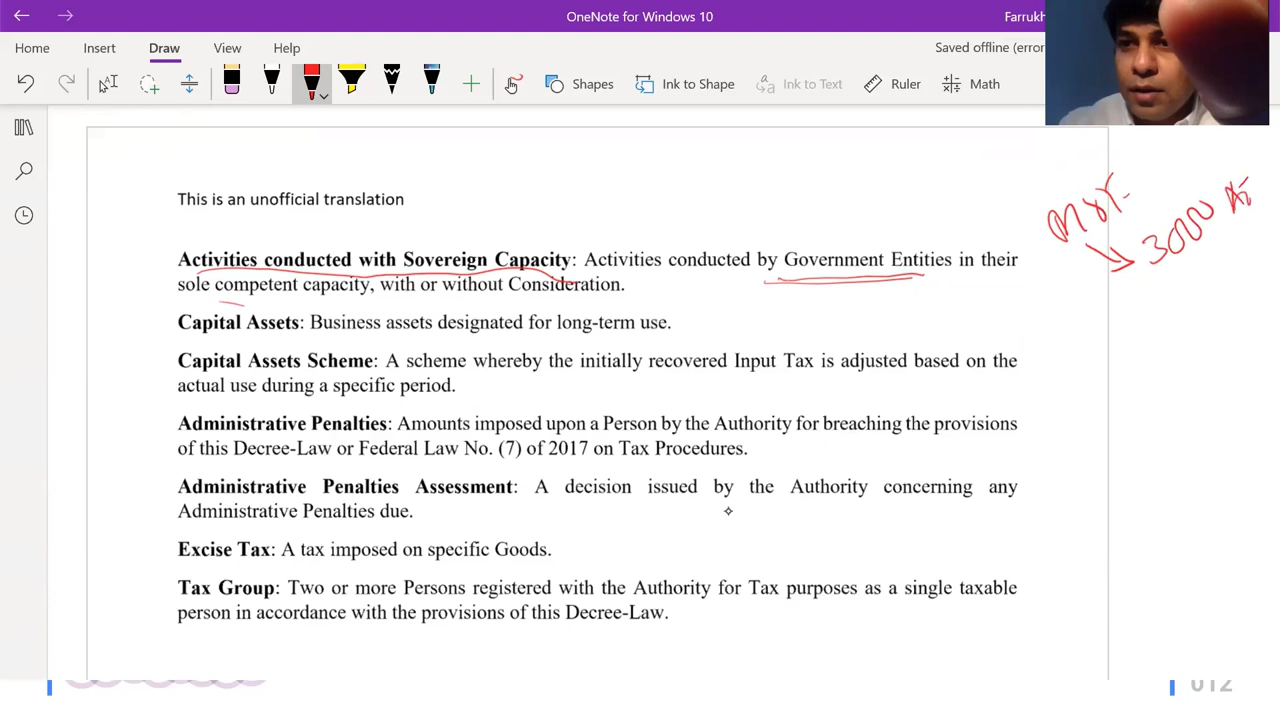 OneNote for Windows 10
Farrukh
Home Insert Draw View Help
Saved offline (error
Shapes Ink to Shape Ink to Text Ruler Math
This is an unofficial translation
3000
Activities conducted with Sovereign Capacity: Activities conducted by Government Entities in their
sole competent capacity, with or without Consideration.
Capital Assets: Business assets designated for long-term use.
Capital Assets Scheme: A scheme whereby the initially recovered Input Tax is adjusted based on the
actual use during a specific period.
Administrative Penalties: Amounts imposed upon a Person by the Authority for breaching the provisions
of this Decree-Law or Federal Law No. (7) of 2017 on Tax Procedures.
Administrative Penalties Assessment: A decision issued by the Authority concerning any
Administrative Penalties due.
Excise Tax: A tax imposed on specific Goods.
Tax Group: Two or more Persons registered with the Authority for Tax purposes as a single taxable
person in accordance with the provisions of this Decree-Law.
012